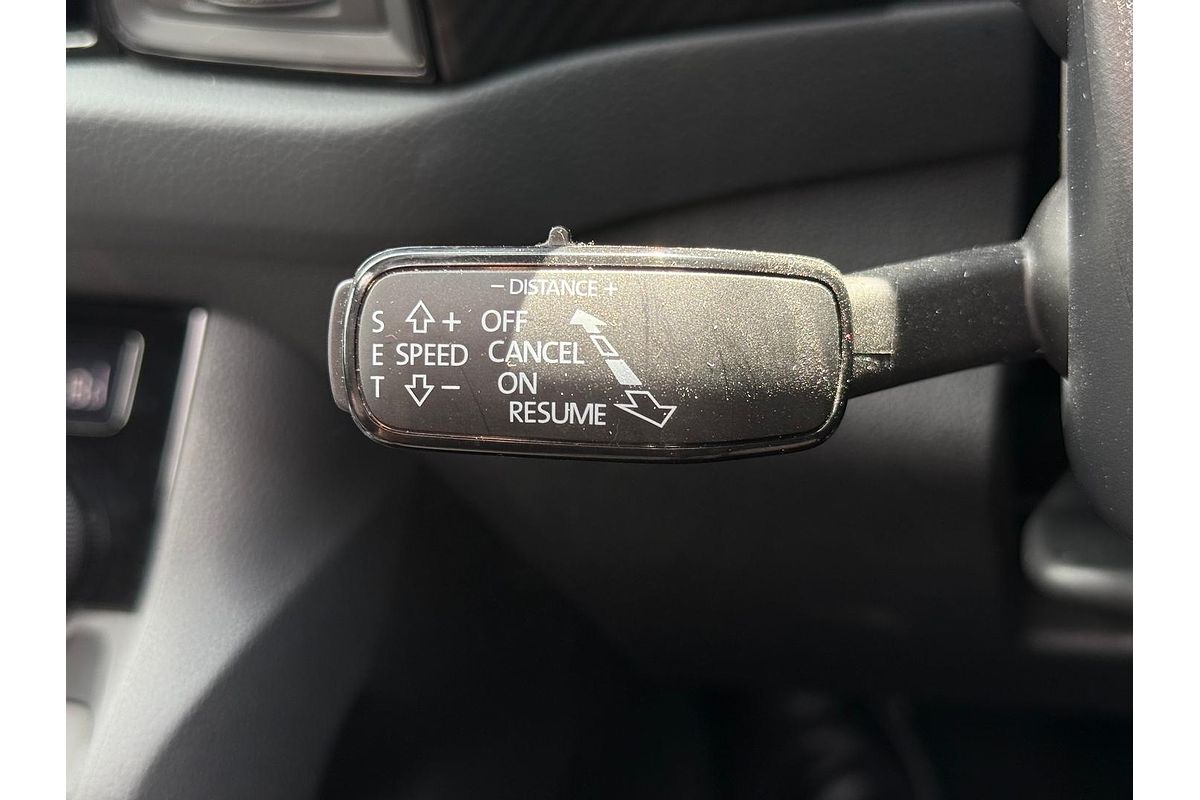 − DISTANCE +
S + OFF
E SPEED CANCEL
T − ON
RESUME